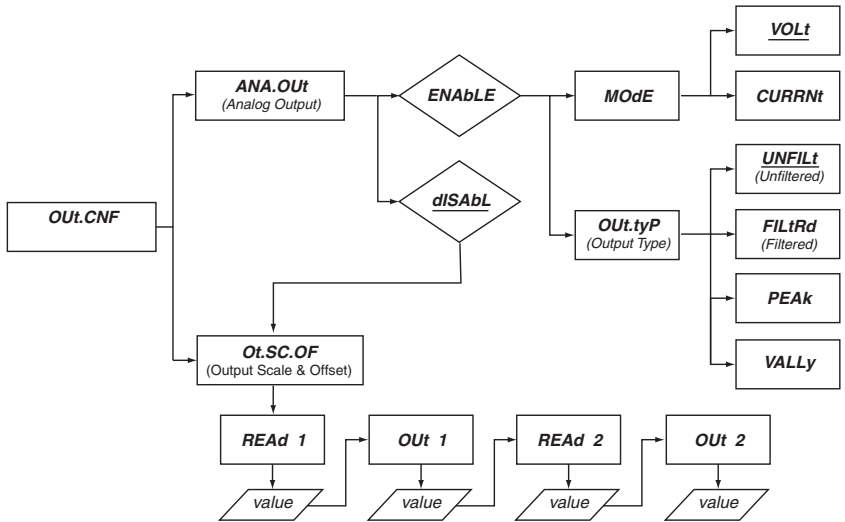 VOLt
ANA.OUt
(Analog Output)
ENAbLE
MOdE
CURRNt
UNFILt
(Unfiltered)
dISAbL
OUt.CNF
OUt.tyP
(Output Type)
FILtRd
(Filtered)
PEAk
Ot.SC.OF
(Output Scale & Offset)
VALLy
REAd 1
OUt 1
REAd 2
OUt 2
value
value
value
value